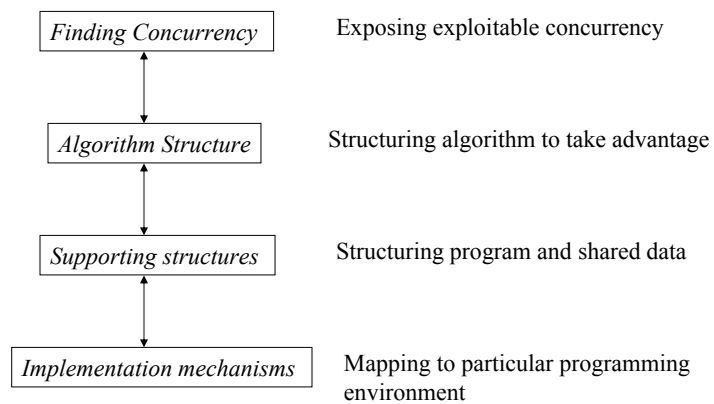 Finding Concurrency
Exposing exploitable concurrency
Algorithm Structure
Structuring algorithm to take advantage
Supporting structures
Structuring program and shared data
Implementation mechanisms
Mapping to particular programming
environment